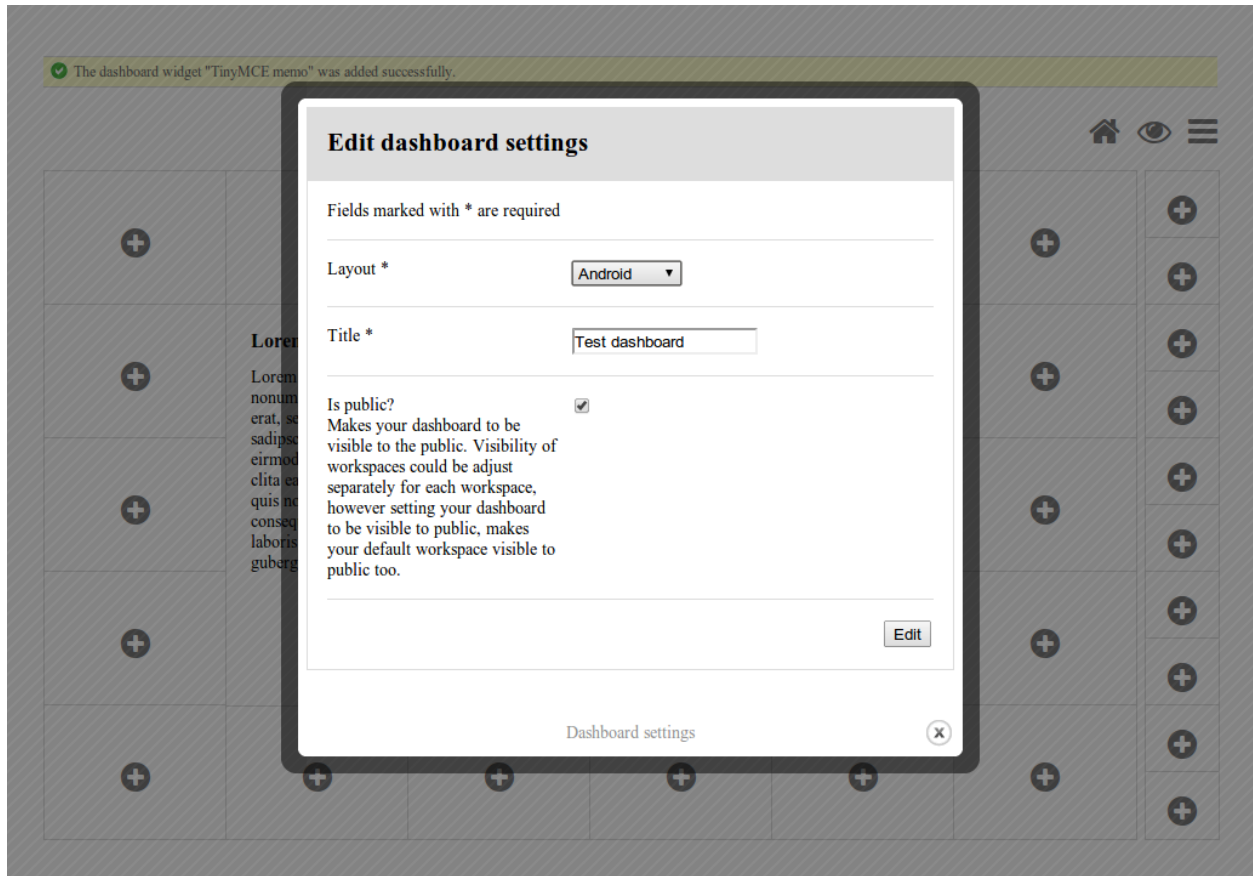 The dashboard widget "TinyMCE memo" was added successfully.
Edit dashboard settings
Fields marked with * are required
Layout *
Android
Title *
Test dashboard
Is public?
Makes your dashboard to be
visible to the public. Visibility of
workspaces could be adjust
separately for each workspace,
however setting your dashboard
to be visible to public, makes
your default workspace visible to
public too.
Edit
Dashboard settings
x
Lorem
nonum
erat, se
sadipsc
eirmod
clita ea
quis no
conseq
laboris
guberg